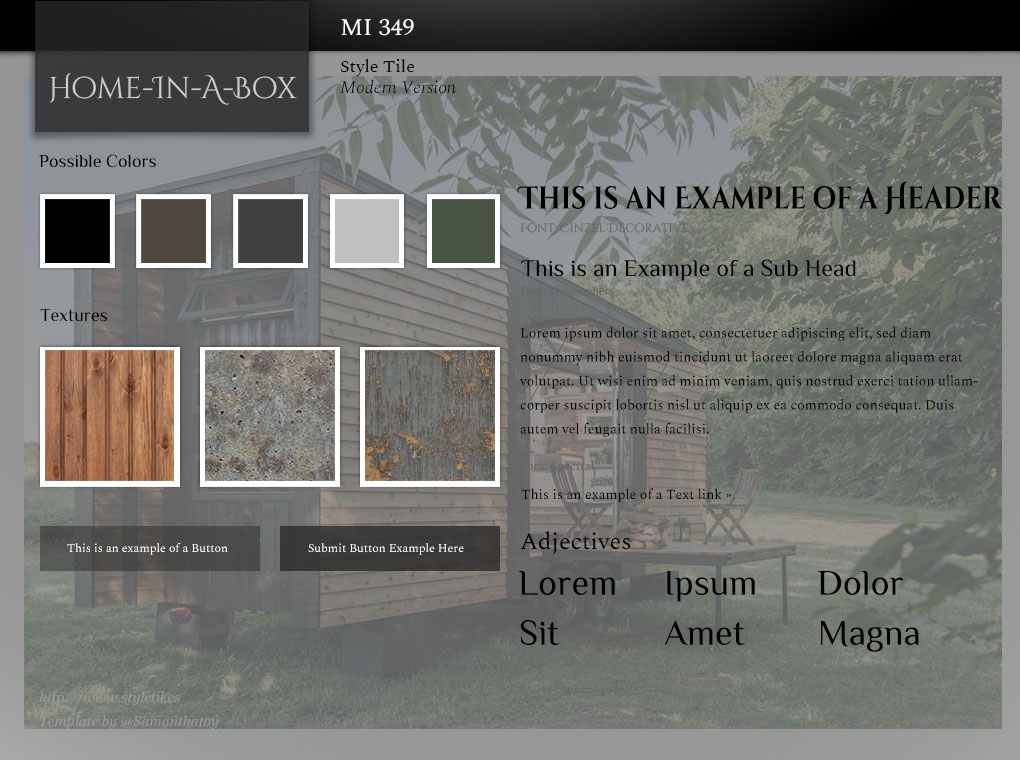 MI 349
HOME-IN-A-BOX
Style Tile
Modern Version
Possible Colors
Textures
This is an example of a Button
Submit Button Example Here
http://www.styletil.es
Template by @Samanthatoy
THIS IS AN EXAMPLE OF A HEADER
FONT: CINZEL DECORATIVE
This is an Example of a Sub Head
Font: Philosopher
Lorem ipsum dolor sit amet, consectetuer adipiscing elit, sed diam
nonummy nibh euismod tincidunt ut laoreet dolore magna aliquam erat
volutpat. Ut wisi enim ad minim veniam, quis nostrud exerci tation ullam-
corper suscipit lobortis nisl ut aliquip ex ea commodo consequat. Duis
autem vel feugait nulla facilisi.
Font: Spectral
This is an example of a Text link »
Adjectives
Lorem Ipsum Dolor
Sit Amet Magna